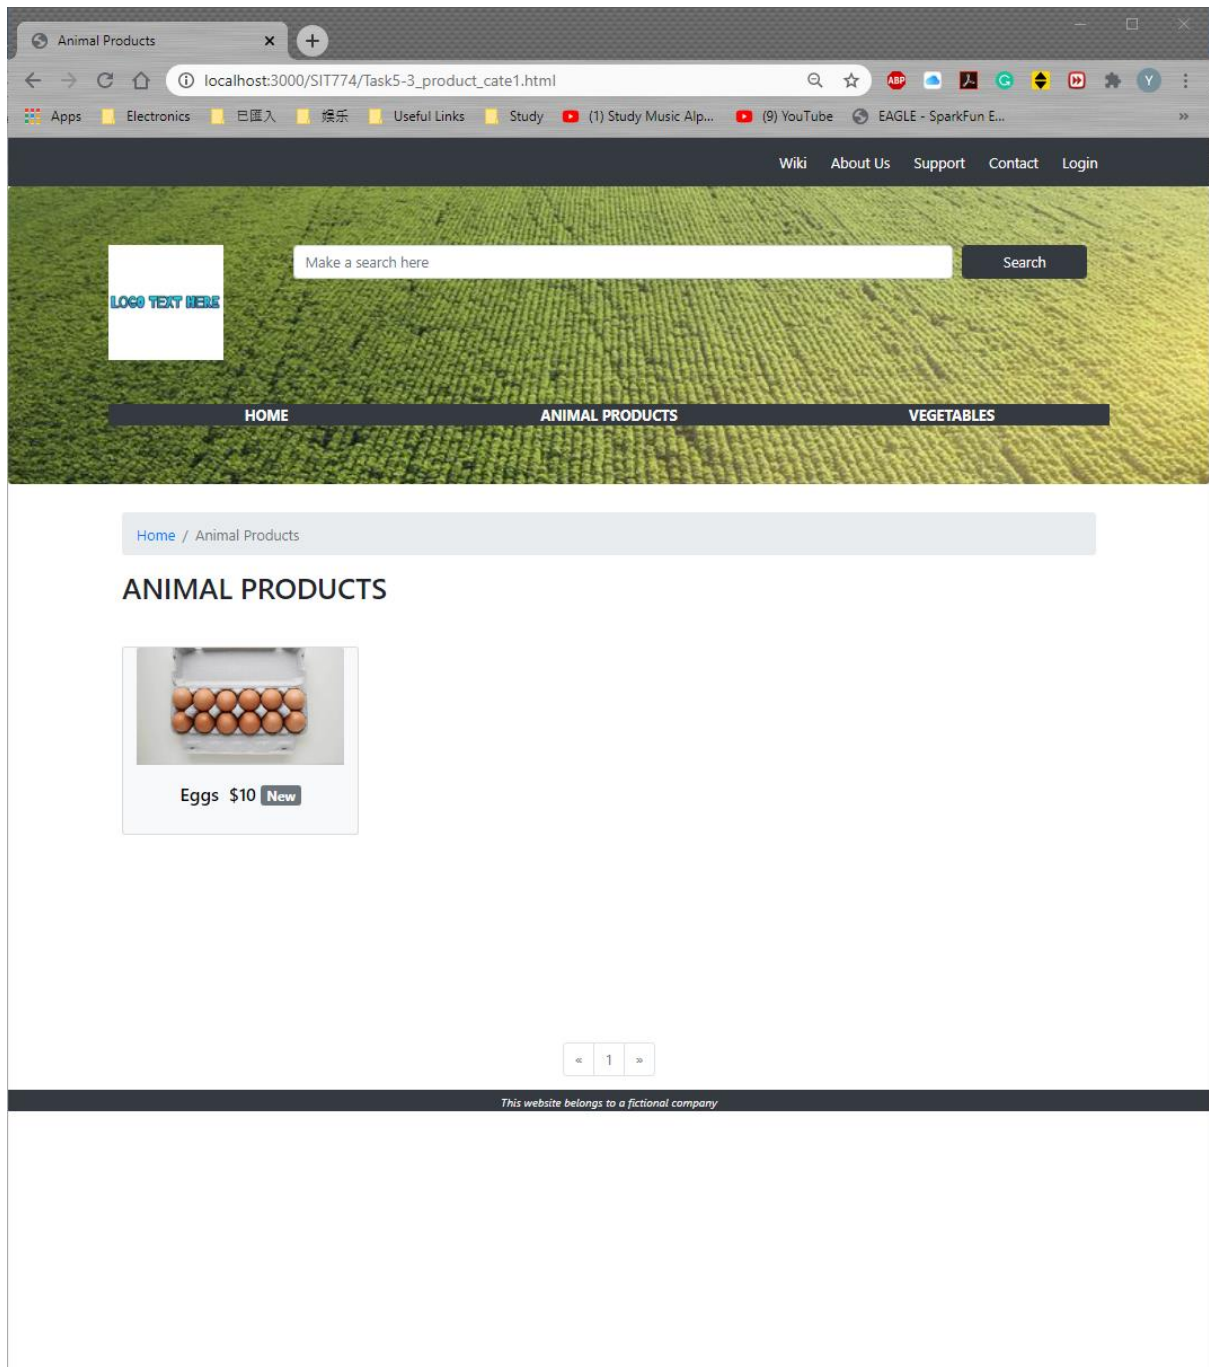 Animal Products
localhost:3000/SIT774/Task5-3_product_cate1.html
ABP
Y
Apps Electronics 已匯入 娱乐 Useful Links Study (1) Study Music Alp... (9) YouTube EAGLE - SparkFun E... »
Wiki About Us Support Contact Login
Make a search here Search
LOGO TEXT HERE
HOME ANIMAL PRODUCTS VEGETABLES
Home / Animal Products
ANIMAL PRODUCTS
Eggs $10 New
« 1 »
This website belongs to a fictional company